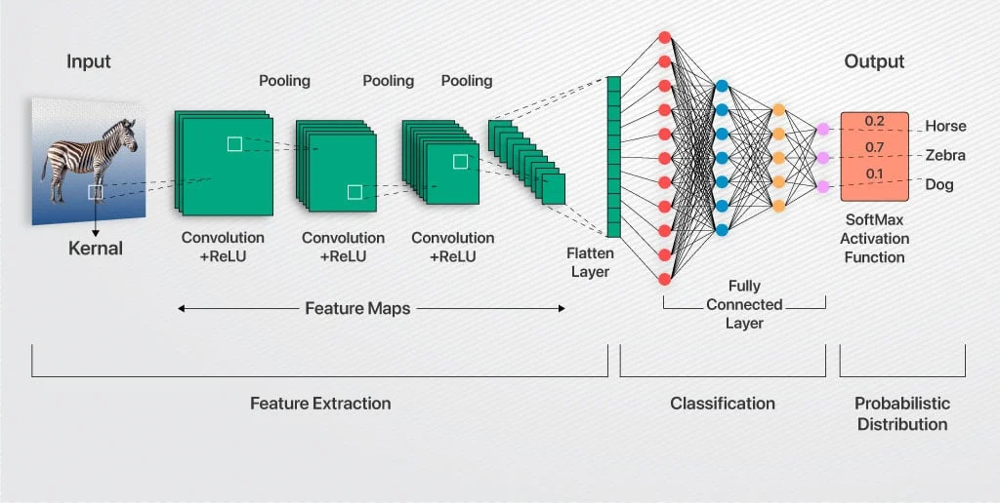 Input
Output
Pooling
Pooling
Pooling
0.2
Horse
0.7
Zebra
0.1
Dog
Kernal
Convolution
+ReLU
Convolution
+ReLU
Convolution
+ReLU
Flatten
Layer
SoftMax
Activation
Function
Feature Maps
Fully
Connected
Layer
Feature Extraction
Classification
Probabilistic
Distribution